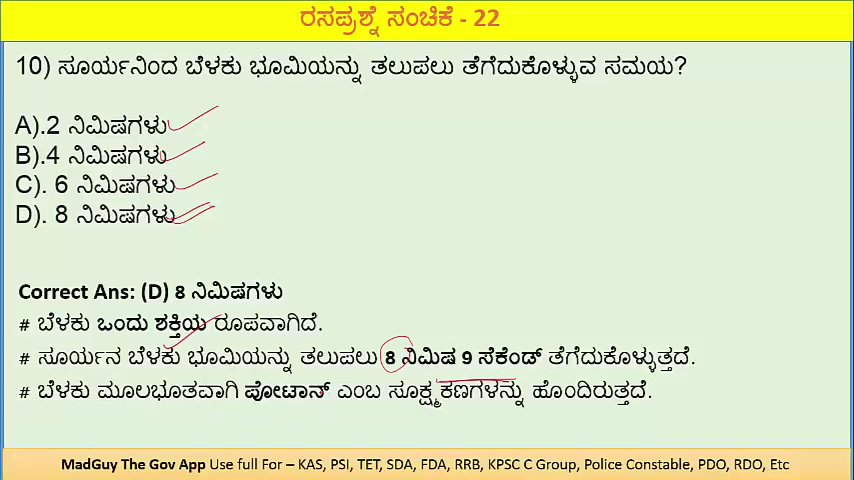 ರಸಪ್ರಶ್ನೆ ಸಂಚಿಕೆ - 22
10) ಸೂರ್ಯನಿಂದ ಬೆಳಕು ಭೂಮಿಯನ್ನು ತಲುಪಲು ತೆಗೆದುಕೊಳ್ಳುವ ಸಮಯ?
A).2 ನಿಮಿಷಗಳು
B).4 ನಿಮಿಷಗಳು
C). 6 ನಿಮಿಷಗಳು
D). 8 ನಿಮಿಷಗಳು
Correct Ans: (D) 8 ನಿಮಿಷಗಳು
# ಬೆಳಕು ಒಂದು ಶಕ್ತಿಯ ರೂಪವಾಗಿದೆ.
# ಸೂರ್ಯನ ಬೆಳಕು ಭೂಮಿಯನ್ನು ತಲುಪಲು 8 ನಿಮಿಷ 9 ಸೆಕೆಂಡ್ ತೆಗೆದುಕೊಳ್ಳುತ್ತದೆ.
# ಬೆಳಕು ಮೂಲಭೂತವಾಗಿ ಪೋಟಾನ್ ಎಂಬ ಸೂಕ್ಷ್ಮಕಣಗಳನ್ನು ಹೊಂದಿರುತ್ತದೆ.
MadGuy The Gov App Use full For – KAS, PSI, TET, SDA, FDA, RRB, KPSC C Group, Police Constable, PDO, RDO, Etc